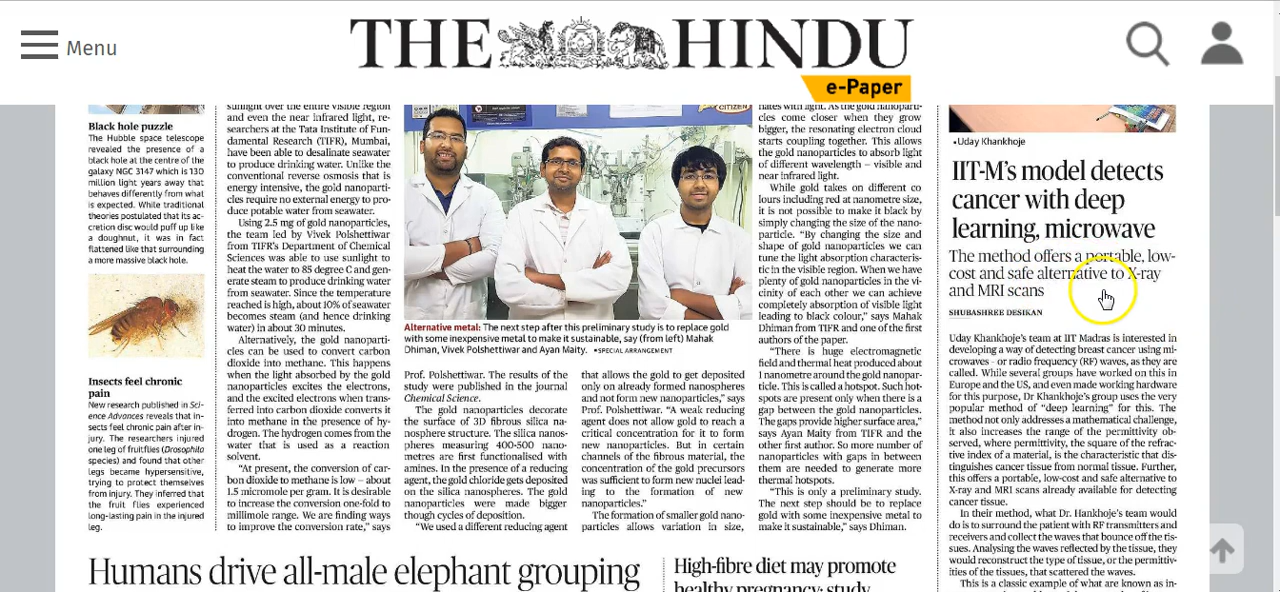 Menu
THE HINDU
e-Paper
Black hole puzzle
The Hubble space telescope
revealed the presence of a
black hole at the centre of the
galaxy NGC 3147 which is 130
million light years away that
behaves differently from what
is expected. While traditional
theories postulated that its ac-
cretion disc would puff up like
a doughnut, it was in fact
flattened like that surrounding
a more massive black hole.
Insects feel chronic
pain
New research published in Sci-
ence Advances reveals that in-
sects feel chronic pain after in-
jury. The researchers injured
one leg of fruitflies (Drosophila
species) and found that other
legs became hypersensitive,
trying to protect themselves
from injury. They inferred that
the fruit flies experienced
long-lasting pain in the injured
leg.
sunlight over the entire visible region
and even the near infrared light, re-
searchers at the Tata Institute of Fun-
damental Research (TIFR), Mumbai,
have been able to desalinate seawater
to produce drinking water. Unlike the
conventional reverse osmosis that is
energy intensive, the gold nanoparti-
cles require no external energy to pro-
duce potable water from seawater.
Using 2.5 mg of gold nanoparticles,
the team led by Vivek Polshettiwar
from TIFR's Department of Chemical
Sciences was able to use sunlight to
heat the water to 85 degree C and gen-
erate steam to produce drinking water
from seawater. Since the temperature
reached is high, about 10% of seawater
becomes steam (and hence drinking
water) in about 30 minutes.
Alternatively, the gold nanoparti-
cles can be used to convert carbon
dioxide into methane. This happens
when the light absorbed by the gold
nanoparticles excites the electrons,
and the excited electrons when trans-
ferred into carbon dioxide converts it
into methane in the presence of hy-
drogen. The hydrogen comes from the
water that is used as a reaction
solvent.
"At present, the conversion of car-
bon dioxide to methane is low – about
1.5 micromole per gram. It is desirable
to increase the conversion one-fold to
millimole range. We are finding ways
to improve the conversion rate," says
CITIZEN
Alternative metal: The next step after this preliminary study is to replace gold
with some inexpensive metal to make it sustainable, say (from left) Mahak
Dhiman, Vivek Polshettiwar and Ayan Maity. •SPECIAL ARRANGEMENT
Prof. Polshettiwar. The results of the
study were published in the journal
Chemical Science.
The gold nanoparticles decorate
the surface of 3D fibrous silica na-
nosphere structure. The silica nanos-
pheres measuring 400-500 nano-
metres are first functionalised with
amines. In the presence of a reducing
agent, the gold chloride gets deposited
on the silica nanospheres. The gold
nanoparticles were made bigger
though cycles of deposition.
"We used a different reducing agent
that allows the gold to get deposited
only on already formed nanospheres
and not form new nanoparticles," says
Prof. Polshettiwar. "A weak reducing
agent does not allow gold to reach a
critical concentration for it to form
new nanoparticles. But in certain
channels of the fibrous material, the
concentration of the gold precursors
was sufficient to form new nuclei lead-
ing to the formation of new
nanoparticles."
The formation of smaller gold nano-
particles allows variation in size,
nates with light. As the gold nanoparti-
cles come closer when they grow
bigger, the resonating electron cloud
starts coupling together. This allows
the gold nanoparticles to absorb light
of different wavelength – visible and
near infrared light.
While gold takes on different co
lours including red at nanometre size,
it is not possible to make it black by
simply changing the size of the nano-
particle. "By changing the size and
shape of gold nanoparticles we can
tune the light absorption characteris-
tic in the visible region. When we have
plenty of gold nanoparticles in the vi-
cinity of each other we can achieve
completely absorption of visible light
leading to black colour," says Mahak
Dhiman from TIFR and one of the first
authors of the paper.
"There is huge electromagnetic
field and thermal heat produced about
1 nanometre around the gold nanopar-
ticle. This is called a hotspot. Such hot-
spots are present only when there is a
gap between the gold nanoparticles.
The gaps provide higher surface area,"
says Ayan Maity from TIFR and the
other first author. So more number of
nanoparticles with gaps in between
them are needed to generate more
thermal hotspots.
"This is only a preliminary study.
The next step should be to replace
gold with some inexpensive metal to
make it sustainable," says Dhiman.
•Uday Khankhoje
IIT-M's model detects
cancer with deep
learning, microwave
The method offers a portable, low-
cost and safe alternative to X-ray
and MRI scans
SHUBASHREE DESIKAN
Uday Khankhoje's team at IIT Madras is interested in
developing a way of detecting breast cancer using mi-
crowaves – or radio frequency (RF) waves, as they are
called. While several groups have worked on this in
Europe and the US, and even made working hardware
for this purpose, Dr Khankhoje's group uses the very
popular method of "deep learning" for this. The
method not only addresses a mathematical challenge,
it also increases the range of the permittivity ob-
served, where permittivity, the square of the refrac-
tive index of a material, is the characteristic that dis-
tinguishes cancer tissue from normal tissue. Further,
this offers a portable, low-cost and safe alternative to
X-ray and MRI scans already available for detecting
cancer tissue.
In their method, what Dr. Hankhoje's team would
do is to surround the patient with RF transmitters and
receivers and collect the waves that bounce off the tis-
sues. Analysing the waves reflected by the tissue, they
would reconstruct the type of tissue, or the permittiv-
ities of the tissues, that scattered the waves.
This is a classic example of what are known as in-
Humans drive all-male elephant grouping
High-fibre diet may promote
healthy pregnancy: study